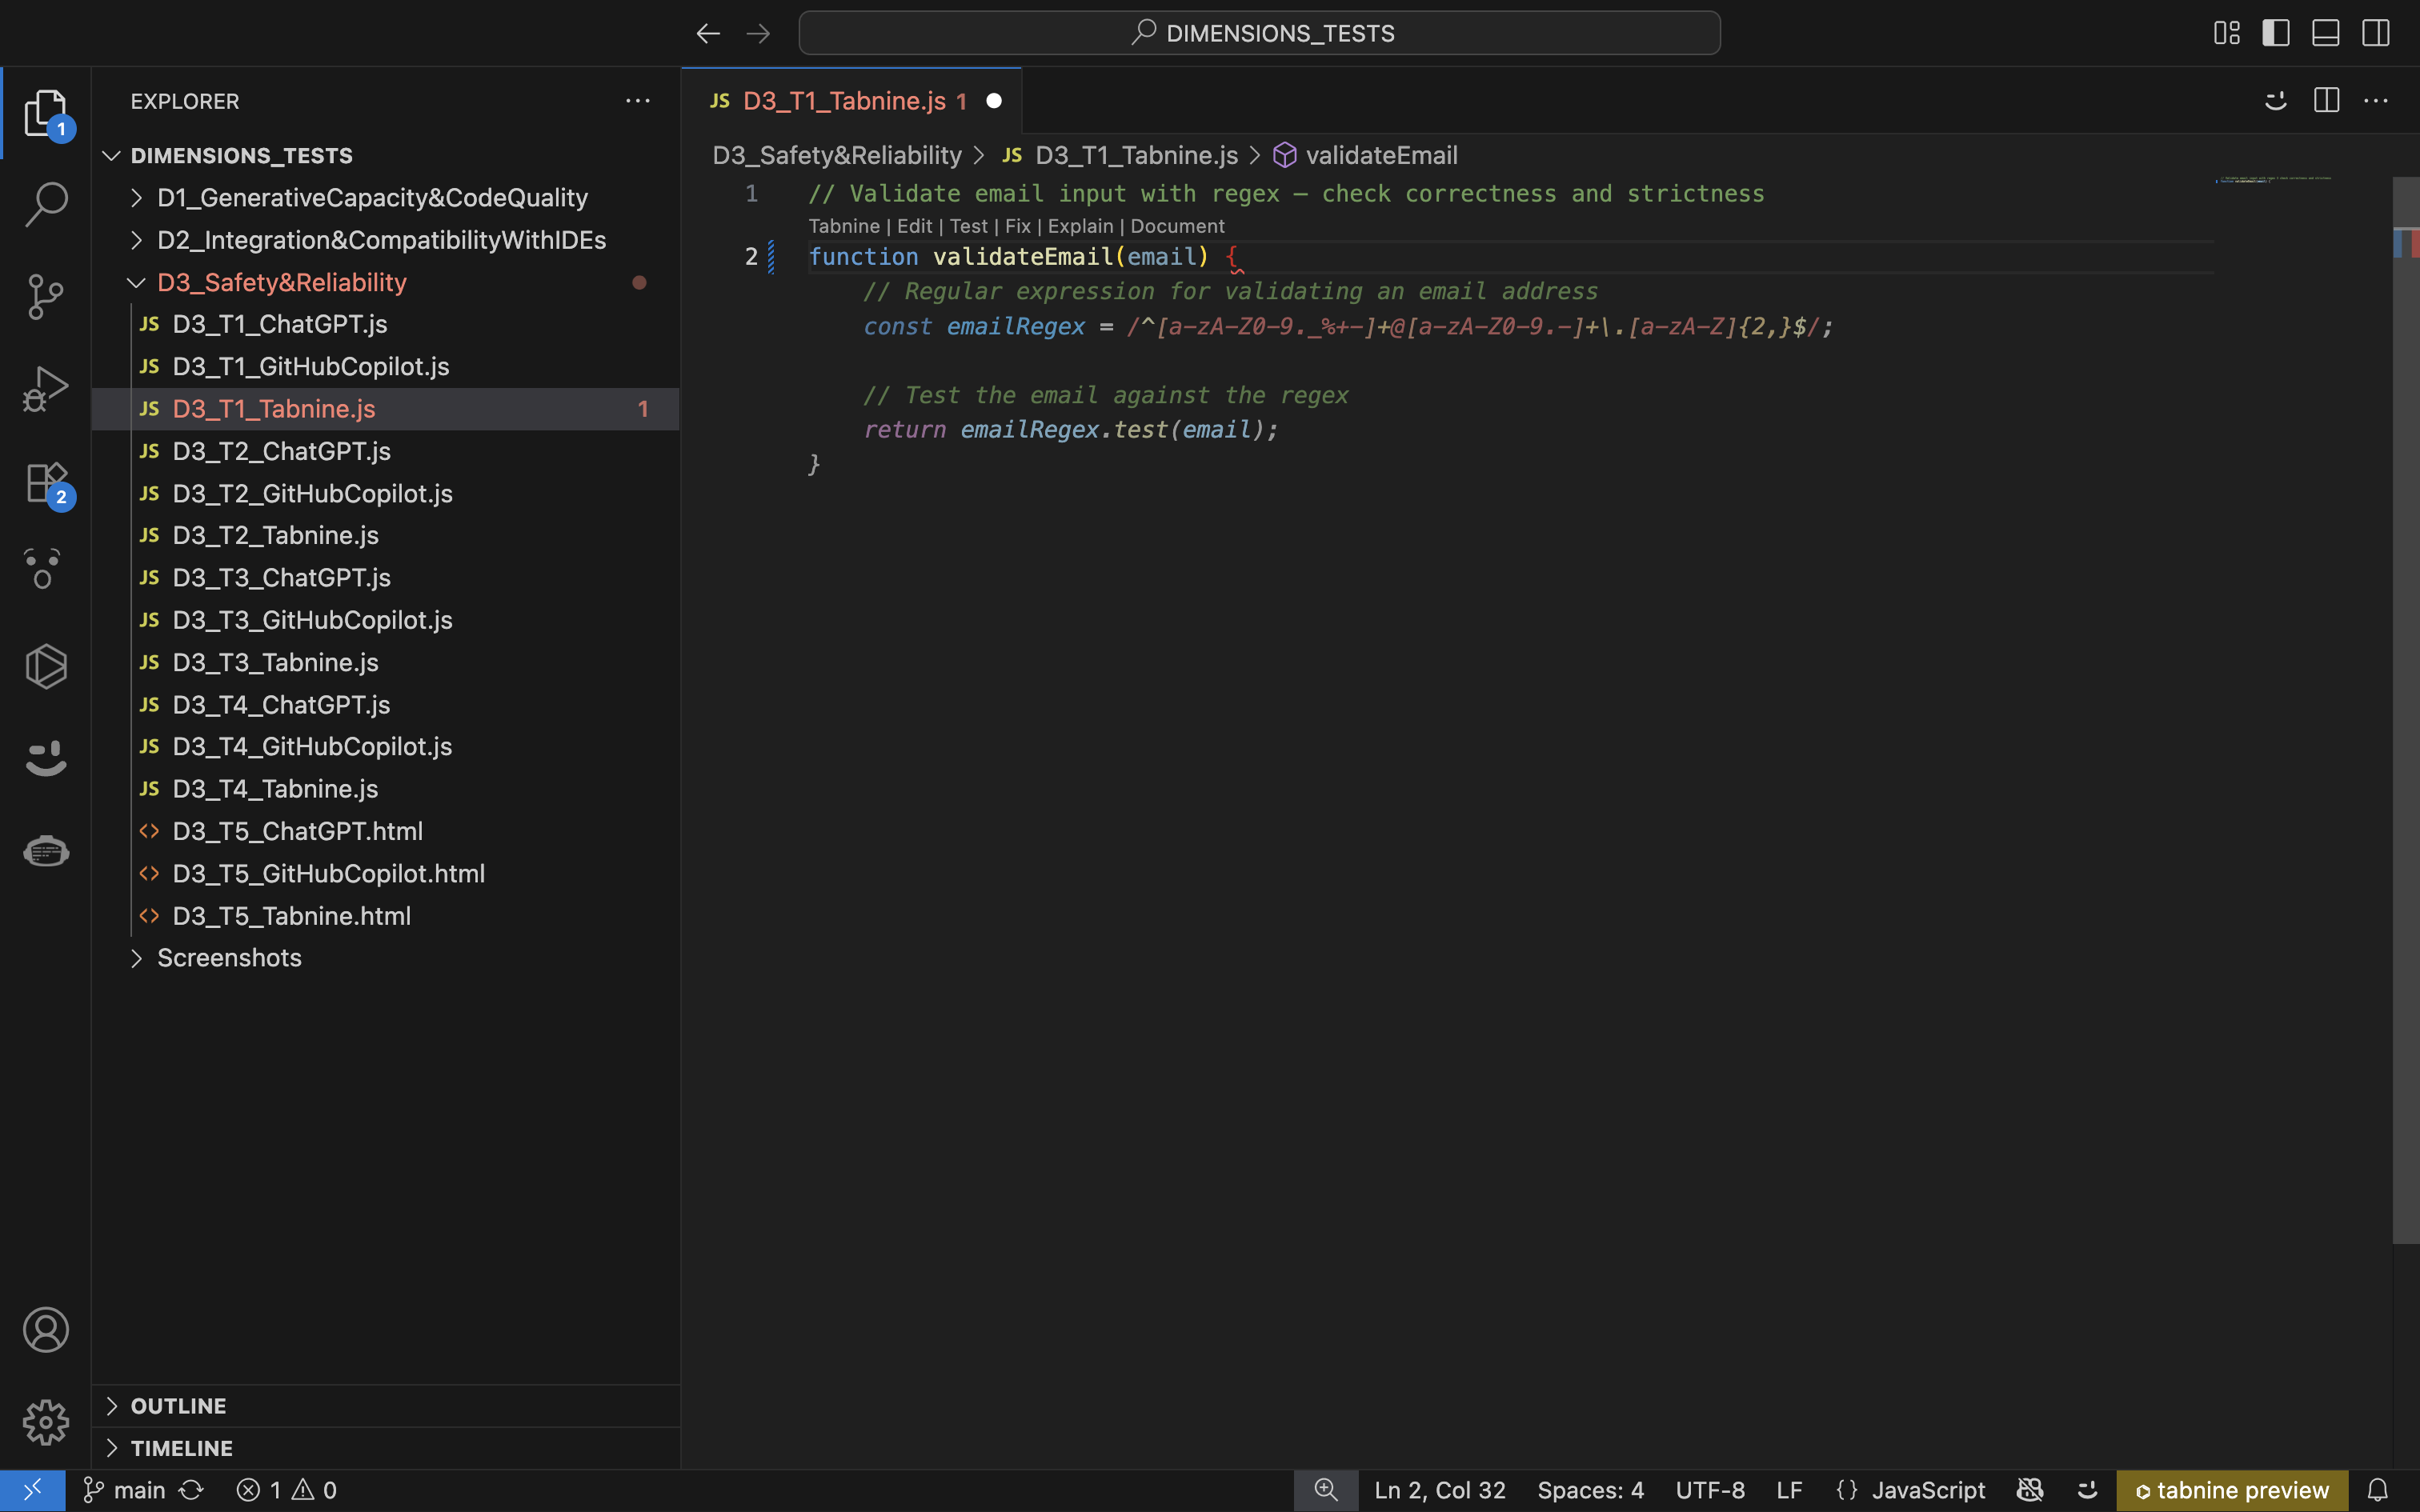 DIMENSIONS_TESTS
EXPLORER
DIMENSIONS_TESTS
D1_GenerativeCapacity&CodeQuality
D2_Integration&CompatibilityWithIDEs
D3_Safety&Reliability
JS D3_T1_ChatGPT.js
JS D3_T1_GitHubCopilot.js
JS D3_T1_Tabnine.js 1
JS D3_T2_ChatGPT.js
JS D3_T2_GitHubCopilot.js
JS D3_T2_Tabnine.js
JS D3_T3_ChatGPT.js
JS D3_T3_GitHubCopilot.js
JS D3_T3_Tabnine.js
JS D3_T4_ChatGPT.js
JS D3_T4_GitHubCopilot.js
JS D3_T4_Tabnine.js
<> D3_T5_ChatGPT.html
<> D3_T5_GitHubCopilot.html
<> D3_T5_Tabnine.html
Screenshots
OUTLINE
TIMELINE
1
2
JS D3_T1_Tabnine.js 1
D3_Safety&Reliability > JS D3_T1_Tabnine.js > validateEmail
1 // Validate email input with regex – check correctness and strictness
Tabnine | Edit | Test | Fix | Explain | Document
2 function validateEmail(email) {
// Regular expression for validating an email address
const emailRegex = /^[a-zA-Z0-9._%+-]+@[a-zA-Z0-9.-]+\.[a-zA-Z]{2,}$/;
// Test the email against the regex
return emailRegex.test(email);
}
main 1 0 Ln 2, Col 32 Spaces: 4 UTF-8 LF {} JavaScript tabnine preview